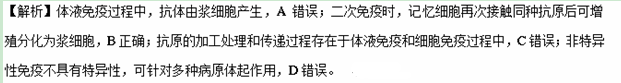 【解析】体液免疫过程中，抗体由浆细胞产生，A 错误；二次免疫时，记忆细胞再次接触同种抗原后可增
殖分化为浆细胞，B 正确；抗原的加工处理和传递过程存在于体液免疫和细胞免疫过程中，C 错误；非特异
性免疫不具有特异性，可针对多种病原体起作用，D 错误。